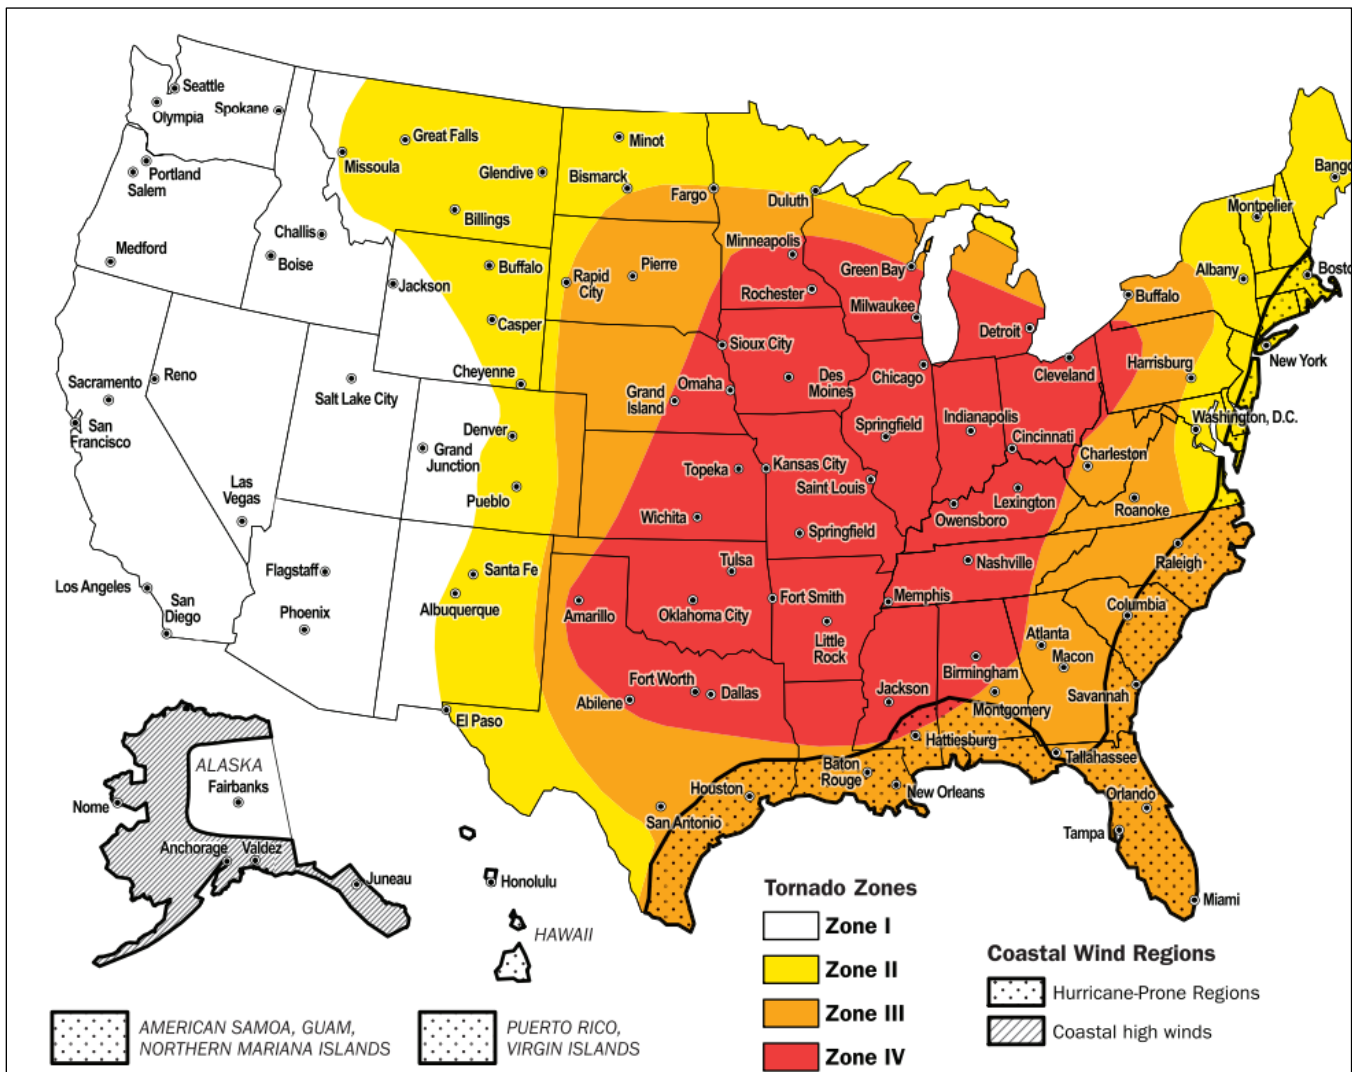 Seattle
Olympia
Spokane
Portland
Salem
Medford
Challis
Boise
Missoula
Great Falls
Glendive
Billings
Minot
Bismarck
Fargo
Duluth
Minneapolis
Rochester
Green Bay
Milwaukee
Detroit
Bango
Montpelier
Albany
Bosto
Buffalo
New York
Harrisburg
Washington, D.C.
Jackson
Buffalo
Casper
Cheyenne
Rapid
City
Pierre
Sioux City
Omaha
Grand
Island
Des
Moines
Chicago
Cleveland
Sacramento
San
Francisco
Reno
Salt Lake City
Las
Vegas
Grand
Junction
Denver
Pueblo
Topeka
Kansas City
Wichita
Springfield
Saint Louis
Springfield
Indianapolis
Cincinnati
Lexington
Owensboro
Charleston
Roanoke
Raleigh
Los Angeles
San
Diego
Flagstaff
Phoenix
Santa Fe
Albuquerque
El Paso
Amarillo
Tulsa
Oklahoma City
Fort Smith
Little
Rock
Memphis
Nashville
Columbia
Atlanta
Macon
Savannah
Birmingham
Montgomery
Jackson
Hattiesburg
Tallahassee
Fort Worth
Dallas
Abilene
San Antonio
Houston
Baton
Rouge
New Orleans
Orlando
Tampa
Miami
ALASKA
Fairbanks
Nome
Anchorage
Valdez
Juneau
Honolulu
HAWAII
AMERICAN SAMOA, GUAM,
NORTHERN MARIANA ISLANDS
PUERTO RICO,
VIRGIN ISLANDS
Tornado Zones
Zone I
Zone II
Zone III
Zone IV
Coastal Wind Regions
Hurricane-Prone Regions
Coastal high winds